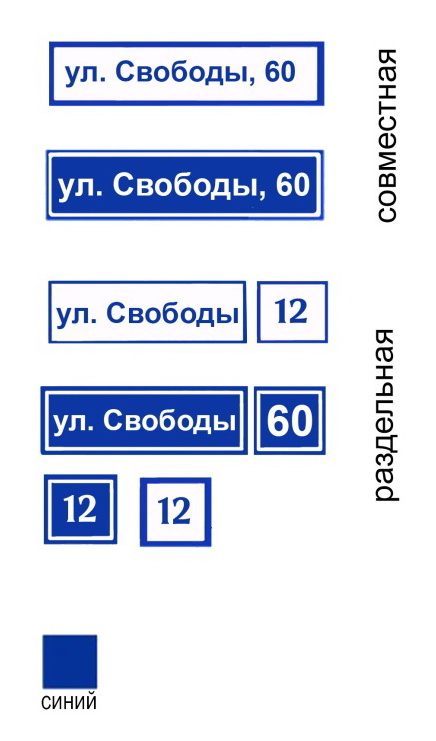 ул. Свободы, 60
ул. Свободы, 60
совместная
ул. Свободы 12
ул. Свободы 60
12 12
раздельная
синий